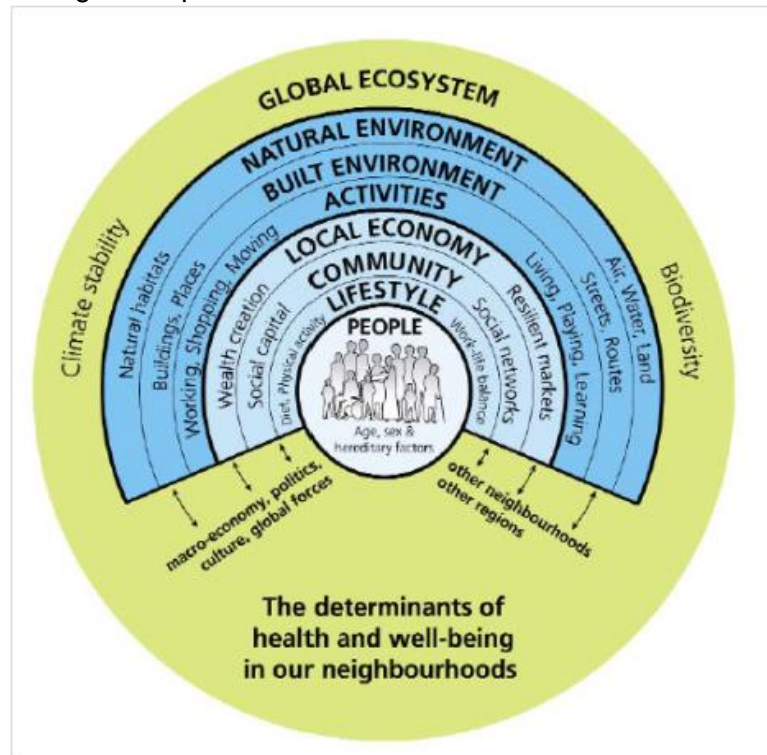 GLOBAL ECOSYSTEM
NATURAL ENVIRONMENT
BUILT ENVIRONMENT
ACTIVITIES
LOCAL ECONOMY
COMMUNITY
LIFESTYLE
PEOPLE
Age, sex &
hereditary factors
Climate stability
Natural habitats
Buildings, Places
Working, Shopping, Moving
Wealth creation
Social capital
Diet, Physical activity
Work-life balance
Social networks
Resilient markets
Living, Playing, Learning
Streets, Routes
Air, Water, Land
Biodiversity
macro-economy, politics,
culture, global forces
other neighbourhoods
other regions
The determinants of
health and well-being
in our neighbourhoods